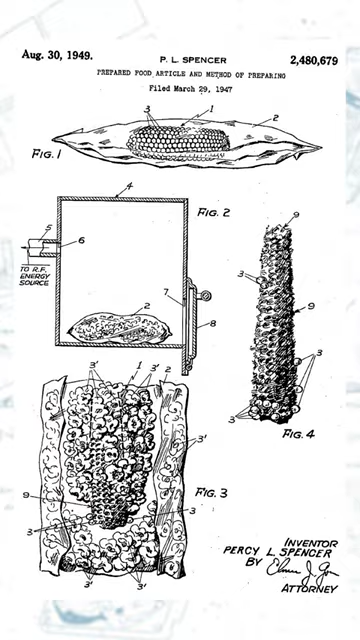 Aug. 30, 1949.
P. L. SPENCER
2,480,679
PREPARED FOOD ARTICLE AND METHOD OF PREPARING
Filed March 29, 1947
3
1
2
FIG. 1
4
FIG. 2
5
6
TO R.F.
ENERGY
SOURCE
7
2
8
9
3
9
3
3
FIG. 4
3'
1
3'
2
3'
9
FIG. 3
3
3
3'
3'
INVENTOR
PERCY L. SPENCER
BY
ATTORNEY